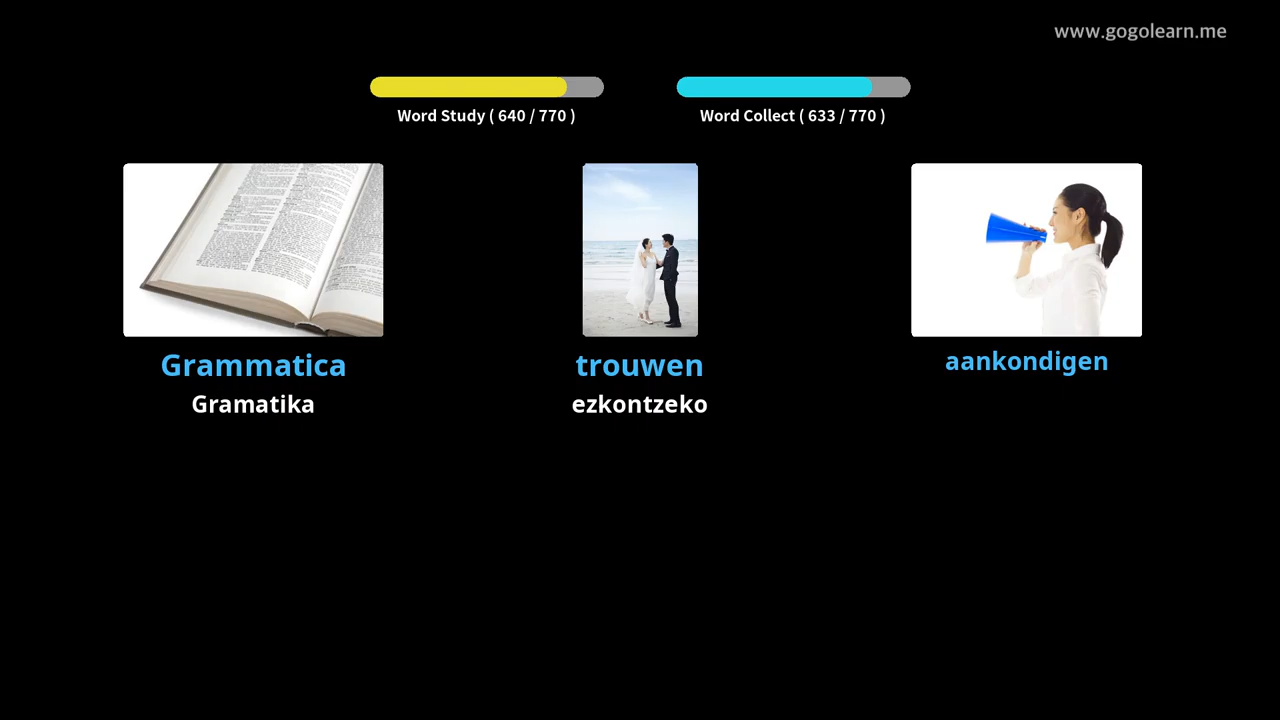 www.gogolearn.me
Word Study ( 640 / 770 )
Word Collect ( 633 / 770 )
Grammatica
Gramatika
trouwen
ezkontzeko
aankondigen